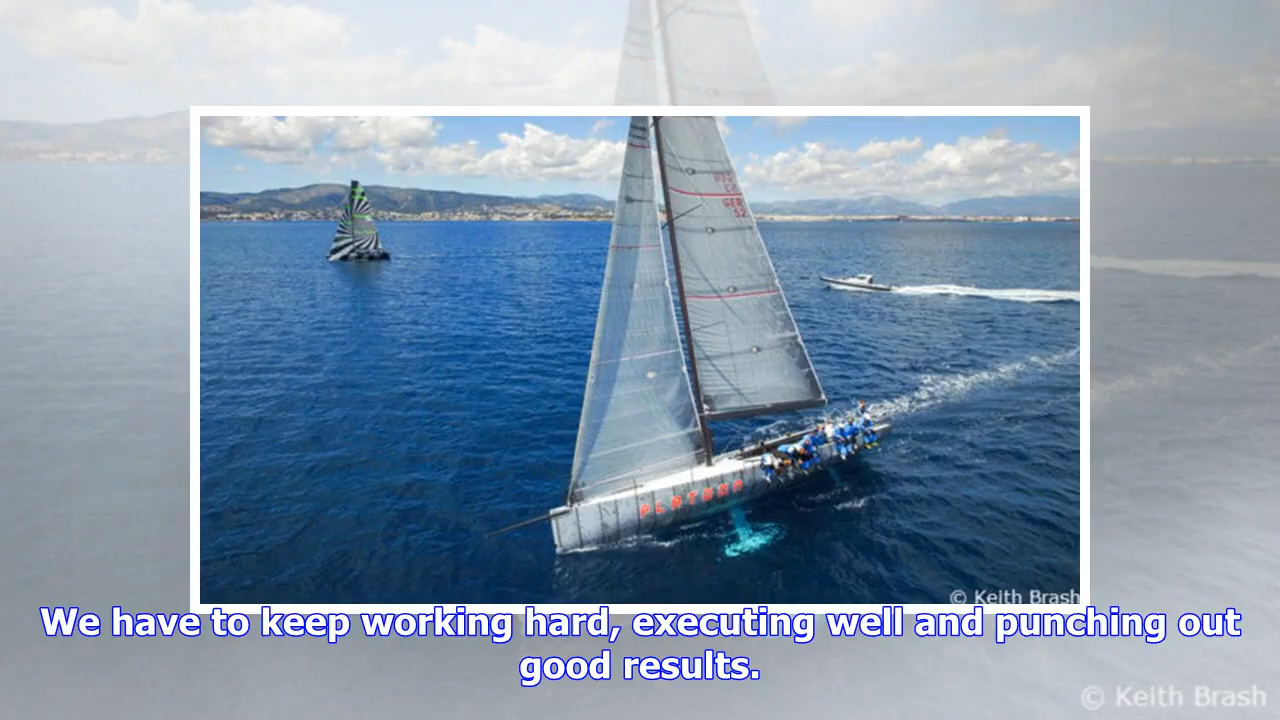 GER
52
PLATOON
© Keith Brash
We have to keep working hard, executing well and punching out
good results.
© Keith Brash